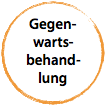 Gegen-
warts-
behand-
lung